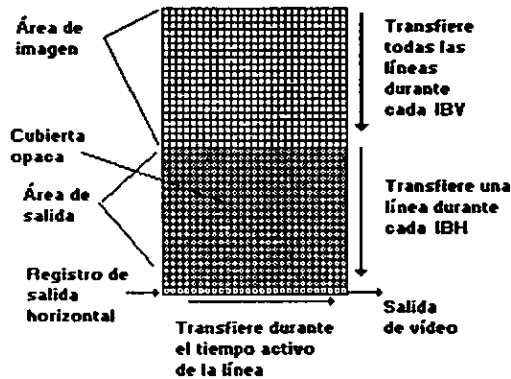 Área de
imagen
Transfiere
todas las
líneas
durante
cada IBV
Cubierta
opaca
Área de
salida
Transfiere una
línea durante
cada IBH
Registro de
salida
horizontal
Transfiere durante
el tiempo activo
de la línea
Salida
de vídeo